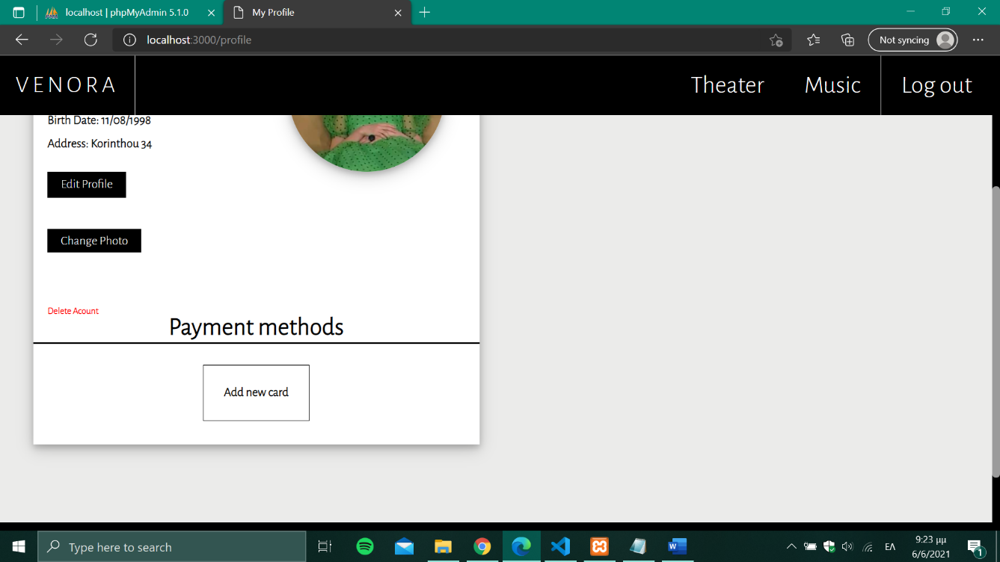 localhost | phpMyAdmin 5.1.0
My Profile
localhost:3000/profile
Not syncing
VENORA
Theater
Music
Log out
Birth Date: 11/08/1998
Address: Korinthou 34
Edit Profile
Change Photo
Delete Acount
Payment methods
Add new card
Type here to search
ΕΛ
9:23 μμ
6/6/2021
1